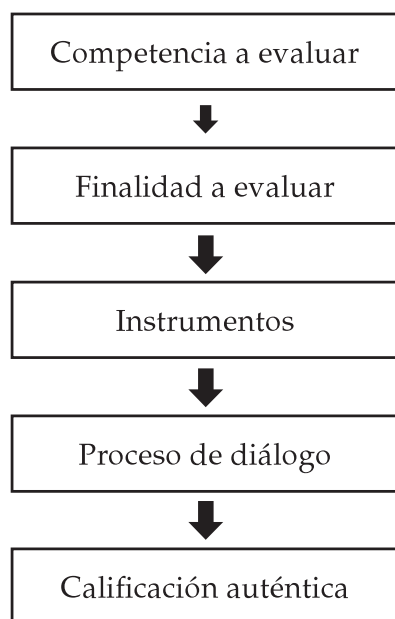 Competencia a evaluar
Finalidad a evaluar
Instrumentos
Proceso de diálogo
Calificación auténtica